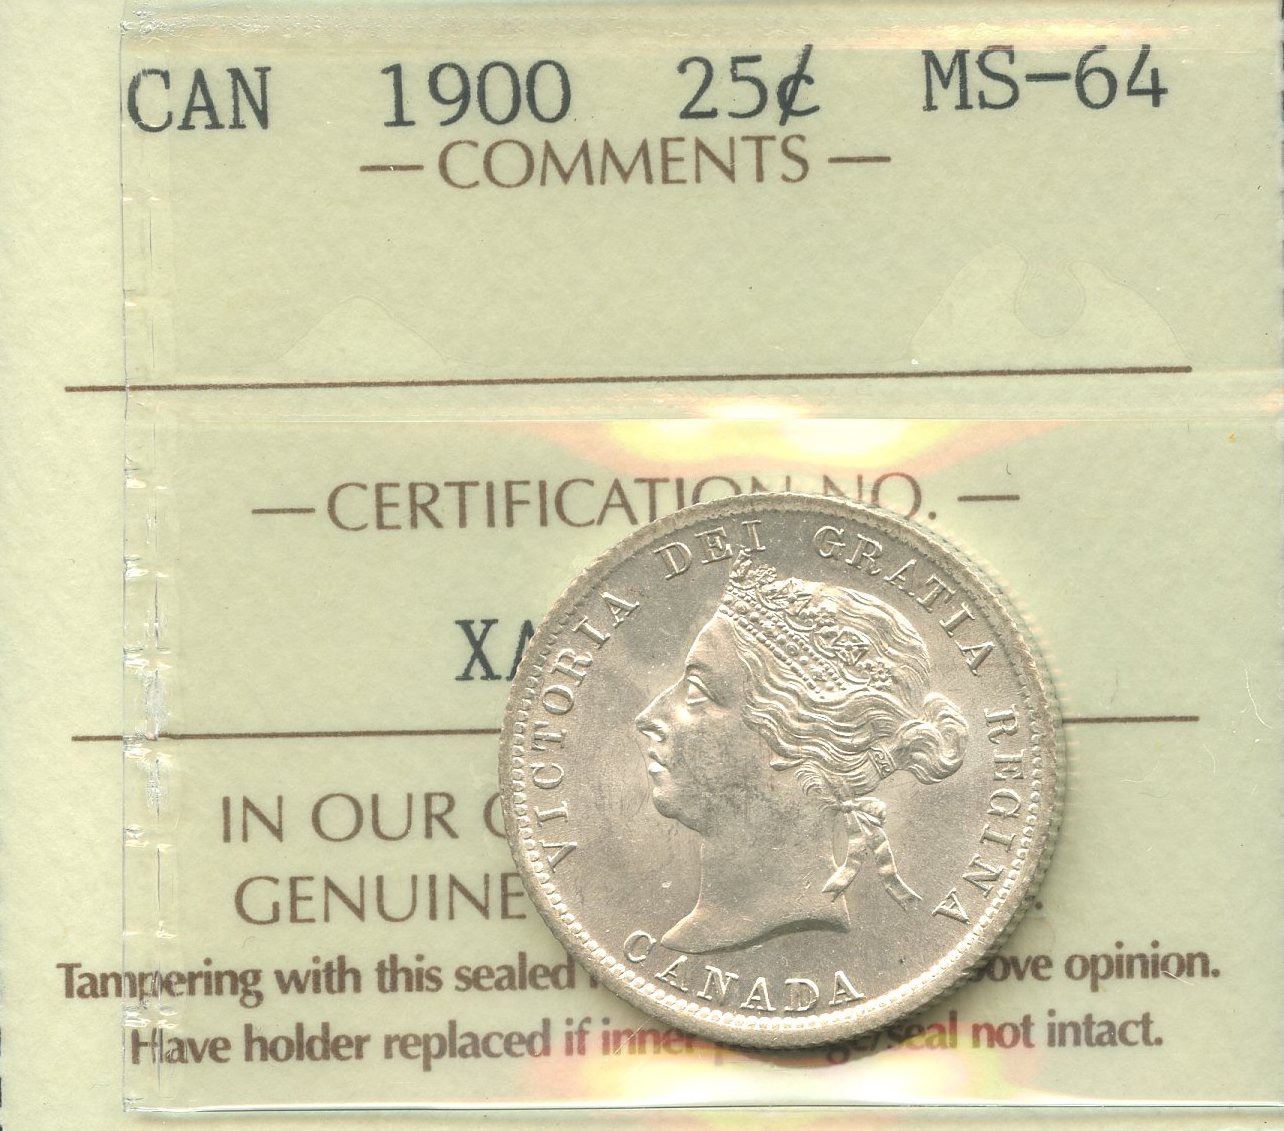 CAN 1900 25¢ MS-64
— COMMENTS —
— CERTIFICATION NO. —
XA
IN OUR
GENUINE
Tampering with this sealed ove opinion.
Have holder replaced if inner seal not intact.
VICTORIA DEI GRATIA REGINA
CANADA